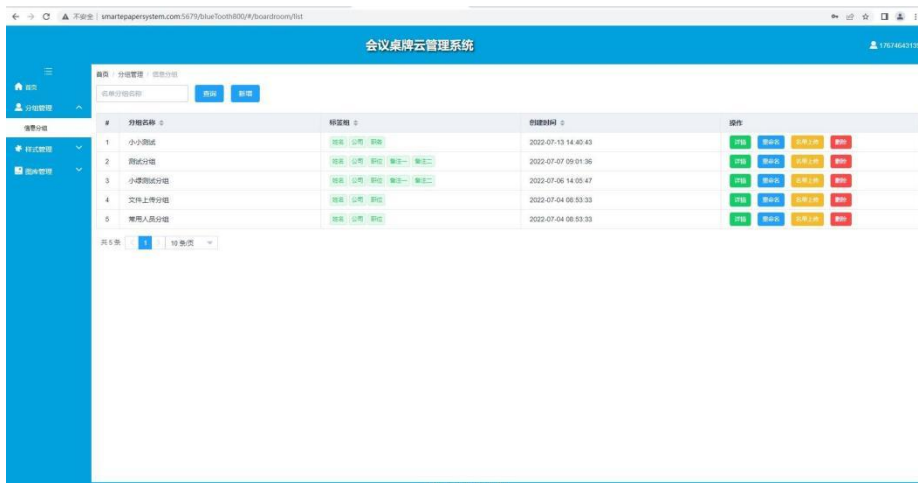 不安全 | smartepapersystem.com:5679/blueTooth800/#/boardroom/list
会议桌牌云管理系统
首页
分组管理
信息分组
样式管理
图库管理
首页 / 分组管理 / 信息分组
名单分组名称 查询 新增
# 分组名称 标签组 创建时间 操作
1 小小测试 姓名 公司 2022-07-13 14:40:43 详情 重命名 名单上传 删除
2 测试分组 姓名 公司 职位 备注一 备注二 2022-07-07 09:01:36 详情 重命名 名单上传 删除
3 小璟测试分组 姓名 公司 职位 备注一 备注二 2022-07-06 14:05:47 详情 重命名 名单上传 删除
4 文件上传分组 姓名 公司 职位 2022-07-04 08:53:33 详情 重命名 名单上传 删除
5 常用人员分组 姓名 公司 职位 2022-07-04 08:53:33 详情 重命名 名单上传 删除
共 5 条 1 10 条/页